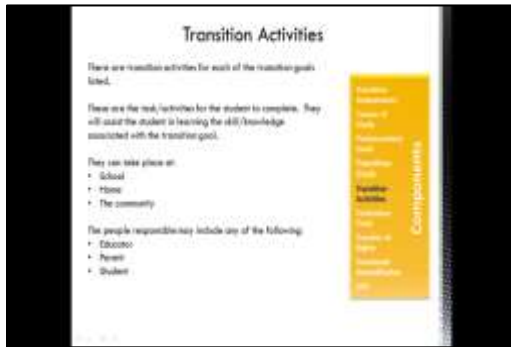 Transition Activities
There are transition activities for each of the transition goals
listed.
These are the task/activities for the student to complete. They
will assist the student in learning the skill/knowledge
associated with the transition goal.
They can take place at:
• School
• Home
• The community
The people responsible may include any of the following:
• Educator
• Parent
• Student
Transition
Activities
Components